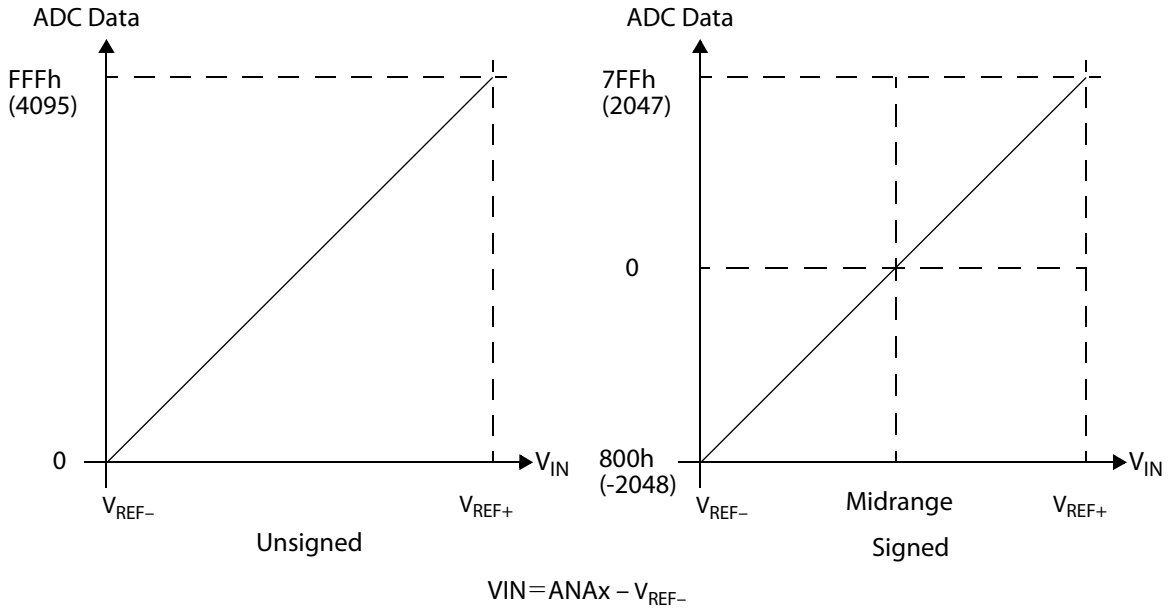 ADC Data
FFFh
(4095)
0
V_IN
V_REF–
V_REF+
Unsigned
ADC Data
7FFh
(2047)
0
800h
(-2048)
V_IN
V_REF–
Midrange
V_REF+
Signed
VIN=ANAx – V_REF–